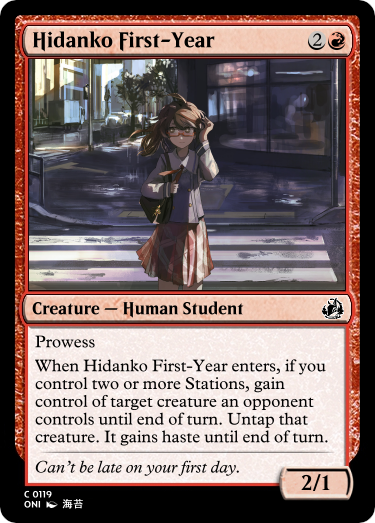 Hidanko First-Year 2
Creature — Human Student
Prowess
When Hidanko First-Year enters, if you
control two or more Stations, gain
control of target creature an opponent
controls until end of turn. Untap that
creature. It gains haste until end of turn.
Can't be late on your first day.
2/1
C 0119
ONI 海苔